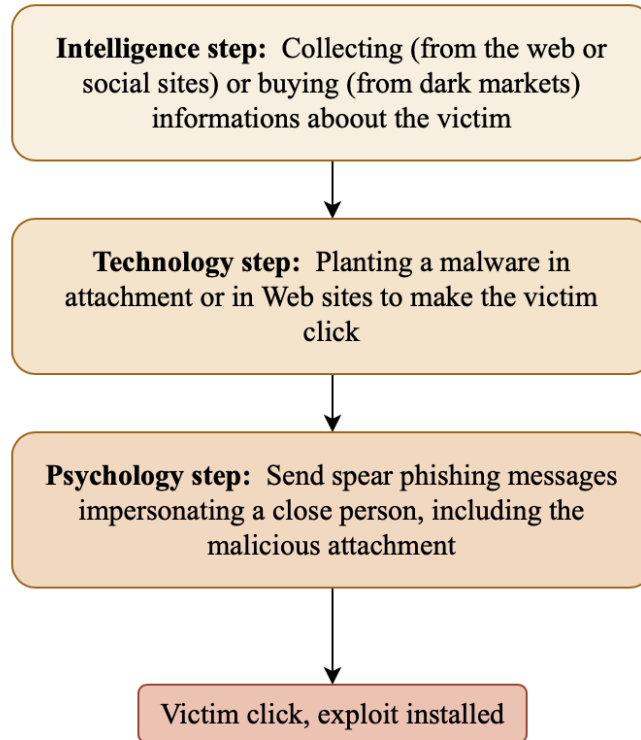 Intelligence step:  Collecting (from the web or
social sites) or buying (from dark markets)
informations aboout the victim
Technology step:  Planting a malware in
attachment or in Web sites to make the victim
click
Psychology step:  Send spear phishing messages
impersonating a close person, including the
malicious attachment
Victim click, exploit installed